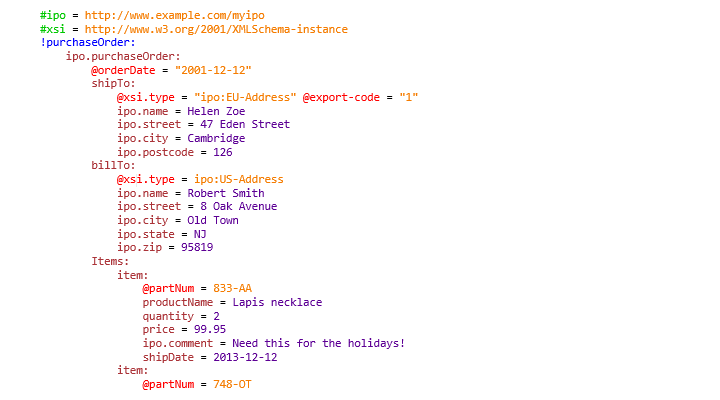 #ipo = http://www.example.com/myipo
#xsi = http://www.w3.org/2001/XMLSchema-instance
!purchaseOrder:
ipo.purchaseOrder:
@orderDate = "2001-12-12"
shipTo:
@xsi.type = "ipo:EU-Address" @export-code = "1"
ipo.name = Helen Zoe
ipo.street = 47 Eden Street
ipo.city = Cambridge
ipo.postcode = 126
billTo:
@xsi.type = ipo:US-Address
ipo.name = Robert Smith
ipo.street = 8 Oak Avenue
ipo.city = Old Town
ipo.state = NJ
ipo.zip = 95819
Items:
item:
@partNum = 833-AA
productName = Lapis necklace
quantity = 2
price = 99.95
ipo.comment = Need this for the holidays!
shipDate = 2013-12-12
item:
@partNum = 748-OT